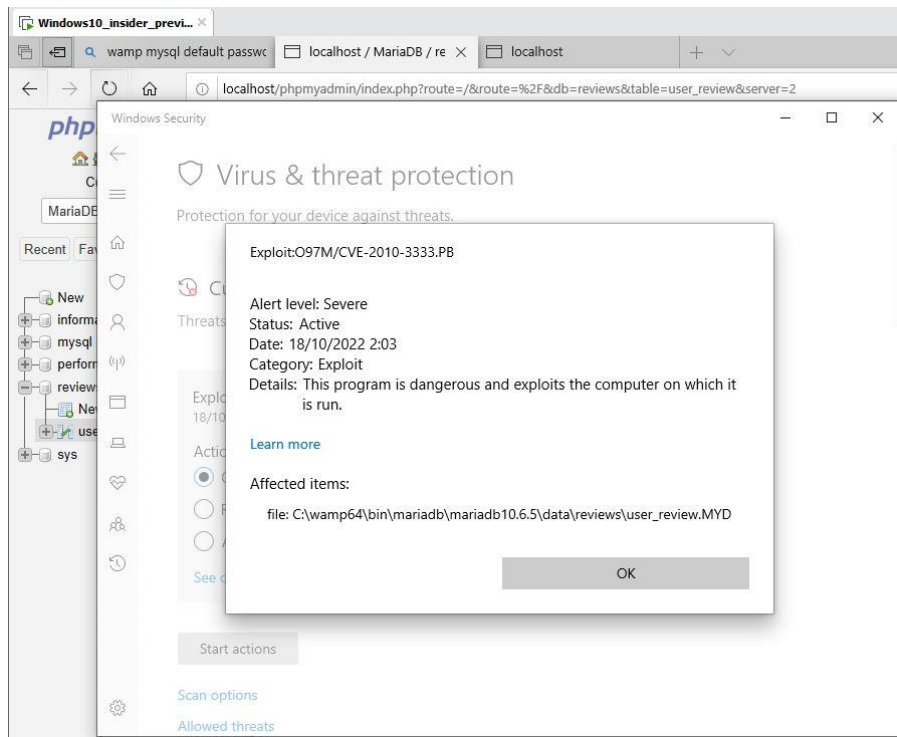 Windows10_insider_previ...
wamp mysql default passwo
localhost / MariaDB / re
localhost
localhost/phpmyadmin/index.php?route=/&route=%2F&db=reviews&table=user_review&server=2
php
Windows Security
Virus & threat protection
Protection for your device against threats.
MariaDB
Recent
New
mysql
sys
Threats
Exploit:O97M/CVE-2010-3333.PB
Alert level: Severe
Status: Active
Date: 18/10/2022 2:03
Category: Exploit
Details: This program is dangerous and exploits the computer on which it
is run.
Learn more
Affected items:
file: C:\wamp64\bin\mariadb\mariadb10.6.5\data\reviews\user_review.MYD
OK
Start actions
Scan options
Allowed threats